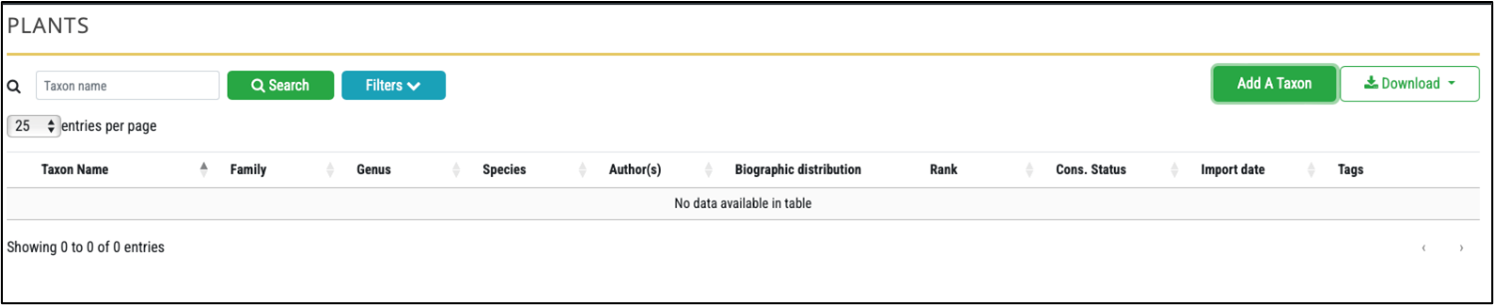 PLANTS
Taxon name Search Filters Add A Taxon Download
25 entries per page
Taxon Name Family Genus Species Author(s) Biographic distribution Rank Cons. Status Import date Tags
No data available in table
Showing 0 to 0 of 0 entries ‹ ›